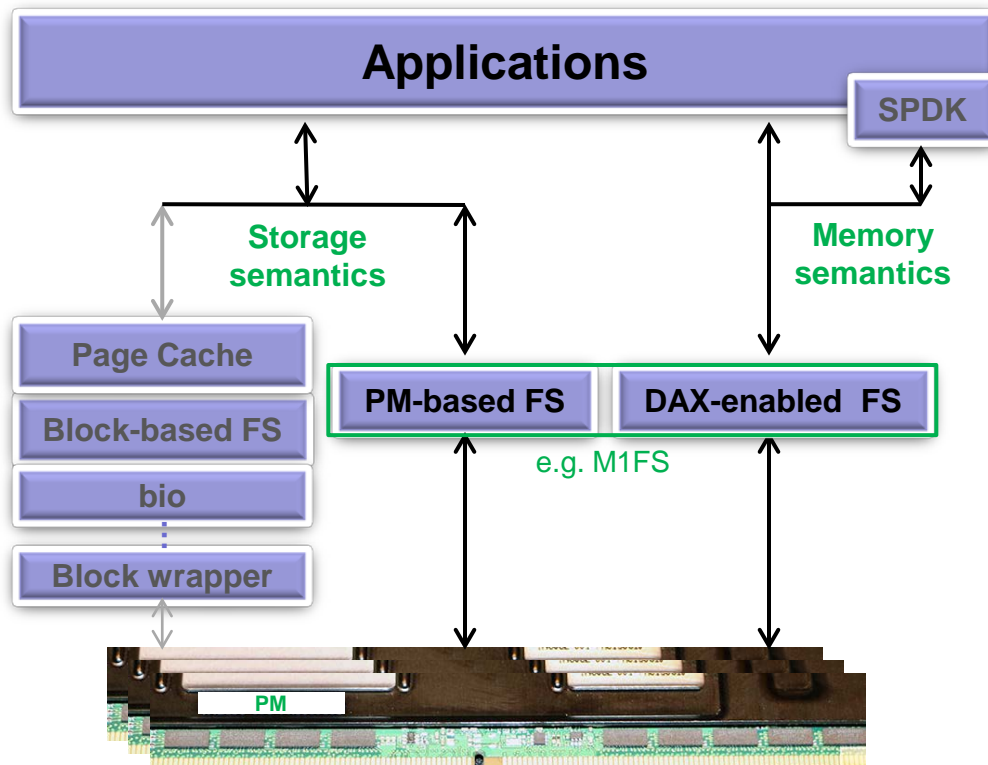 Applications
SPDK
Storage
semantics
Memory
semantics
Page Cache
PM-based FS
DAX-enabled FS
Block-based FS
e.g. M1FS
bio
Block wrapper
PM